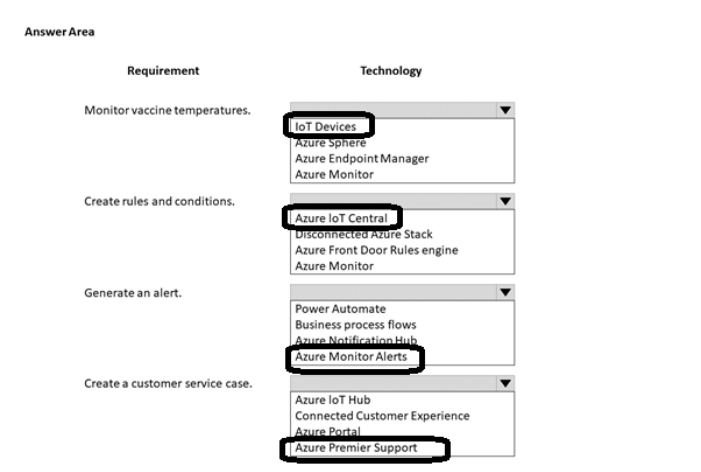 Answer Area
Requirement Technology
Monitor vaccine temperatures.
IoT Devices
Azure Sphere
Azure Endpoint Manager
Azure Monitor
Create rules and conditions.
Azure IoT Central
Disconnected Azure Stack
Azure Front Door Rules engine
Azure Monitor
Generate an alert.
Power Automate
Business process flows
Azure Notification Hub
Azure Monitor Alerts
Create a customer service case.
Azure IoT Hub
Connected Customer Experience
Azure Portal
Azure Premier Support